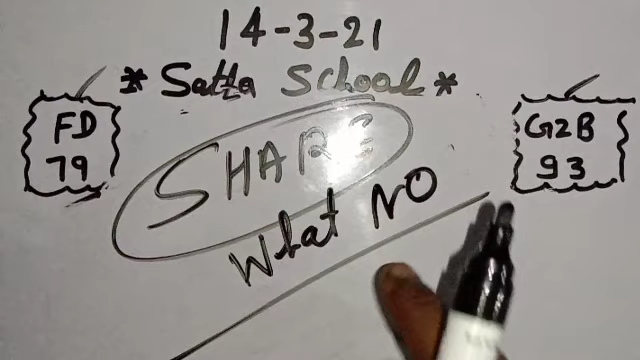 14-3-21
* Satta School *
FD
79
G2B
93
SHARE
What NO